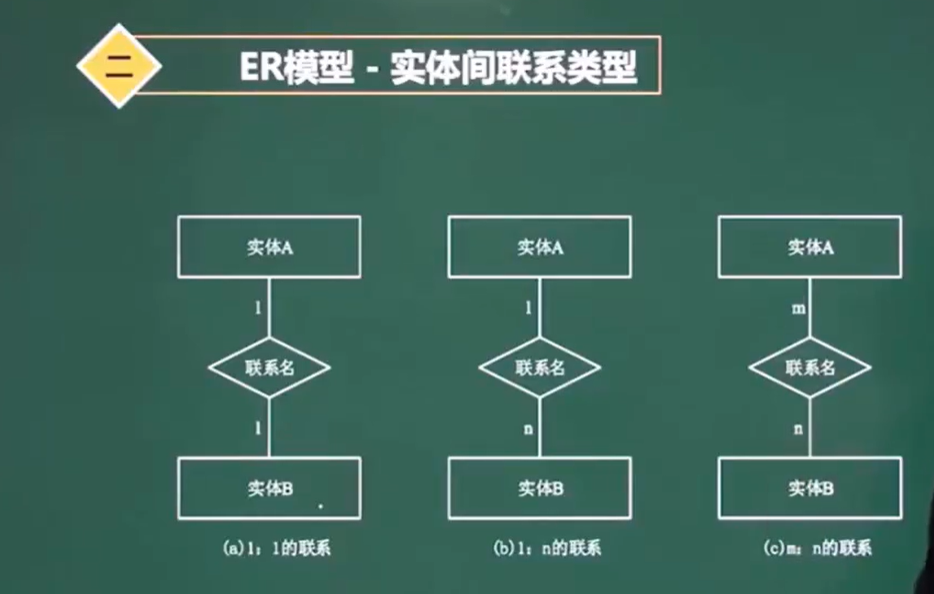 二
ER模型 - 实体间联系类型
实体A
1
联系名
1
实体B
(a)1：1的联系
实体A
1
联系名
n
实体B
(b)1：n的联系
实体A
m
联系名
n
实体B
(c)m：n的联系